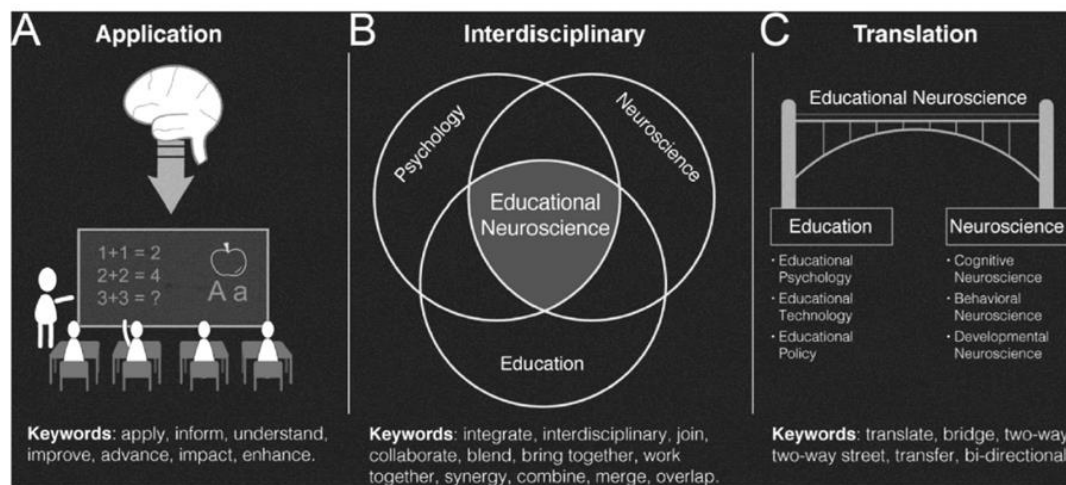 A
Application
1+1 = 2
2+2 = 4
3+3 = ?
A a
Keywords: apply, inform, understand,
improve, advance, impact, enhance.
B
Interdisciplinary
Psychology
Neuroscience
Educational
Neuroscience
Education
Keywords: integrate, interdisciplinary, join,
collaborate, blend, bring together, work
together, synergy, combine, merge, overlap.
C
Translation
Educational Neuroscience
Education
• Educational
Psychology
• Educational
Technology
• Educational
Policy
Neuroscience
• Cognitive
Neuroscience
• Behavioral
Neuroscience
• Developmental
Neuroscience
Keywords: translate, bridge, two-way,
two-way street, transfer, bi-directional.